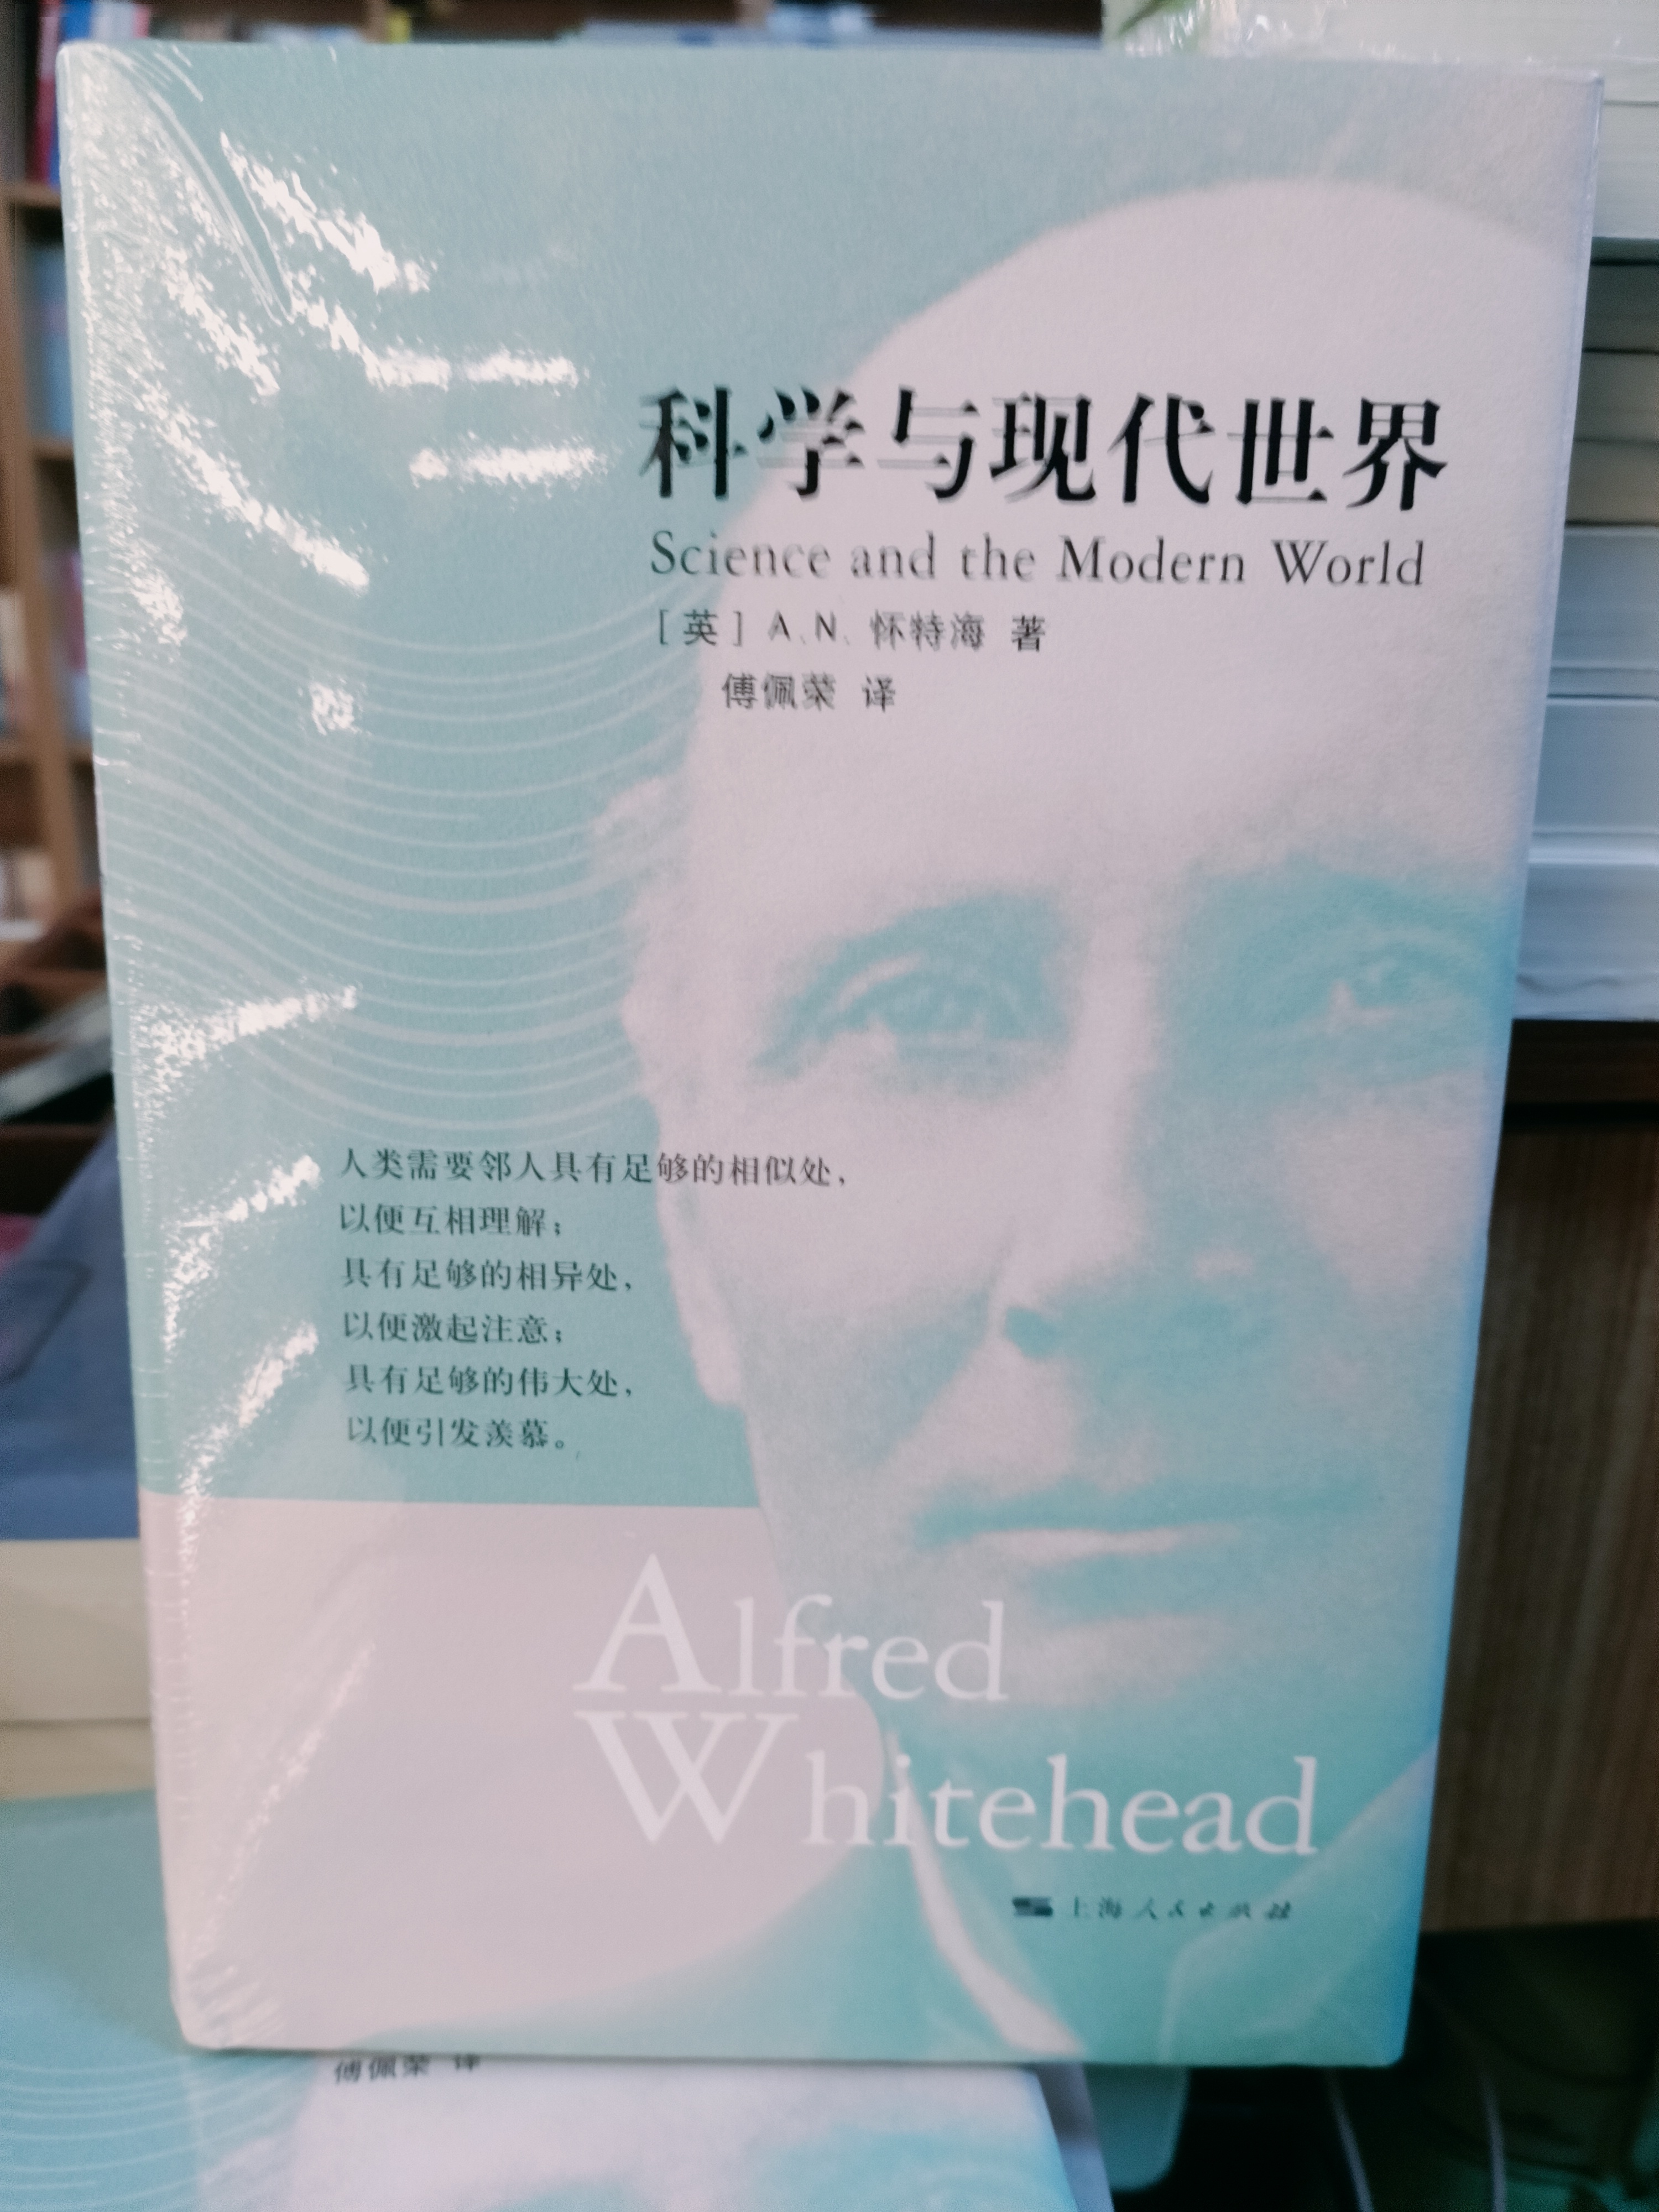 科学与现代世界
Science and the Modern World
［英］A.N. 怀特海 著
傅佩荣 译
人类需要邻人具有足够的相似处，
以便互相理解；
具有足够的相异处，
以便激起注意；
具有足够的伟大处，
以便引发羡慕。
Alfred
Whitehead
上海人民出版社
傅佩荣 译